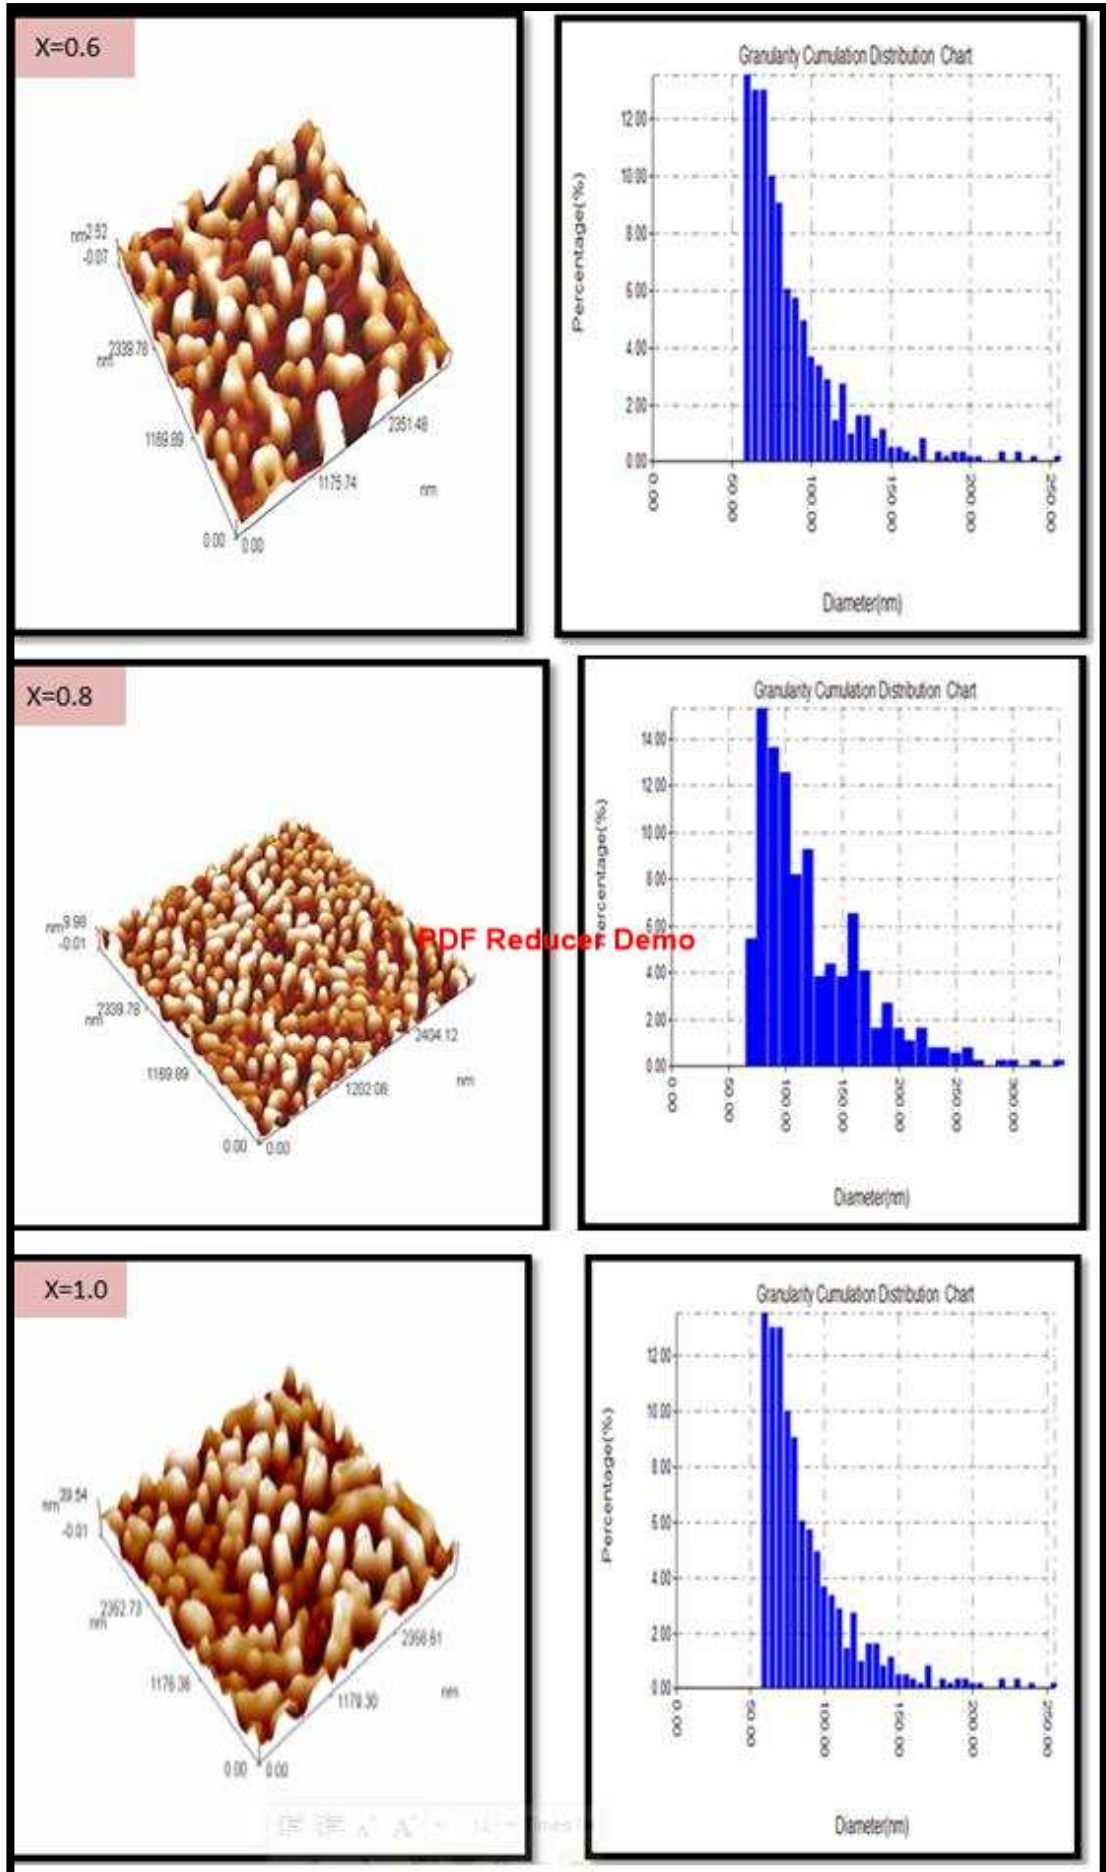 X=0.6
nm 2.52
-0.07
nm 2339.78
1169.89
0.00
0.00
1175.74
2351.48
nm
Granularity Cumulation Distribution Chart
Percentage(%)
12.00
10.00
8.00
6.00
4.00
2.00
0.00
0.00
50.00
100.00
150.00
200.00
250.00
Diameter(nm)
X=0.8
nm 9.98
-0.01
nm 2339.78
1169.89
0.00
0.00
1202.06
2404.12
nm
PDF Reducer Demo
Granularity Cumulation Distribution Chart
Percentage(%)
14.00
12.00
10.00
8.00
6.00
4.00
2.00
0.00
0.00
50.00
100.00
150.00
200.00
250.00
300.00
Diameter(nm)
X=1.0
nm 39.54
-0.01
nm
1176.36
0.00
0.00
1179.30
2358.61
nm
Granularity Cumulation Distribution Chart
Percentage(%)
12.00
10.00
8.00
6.00
4.00
2.00
0.00
0.00
50.00
100.00
150.00
200.00
250.00
Diameter(nm)